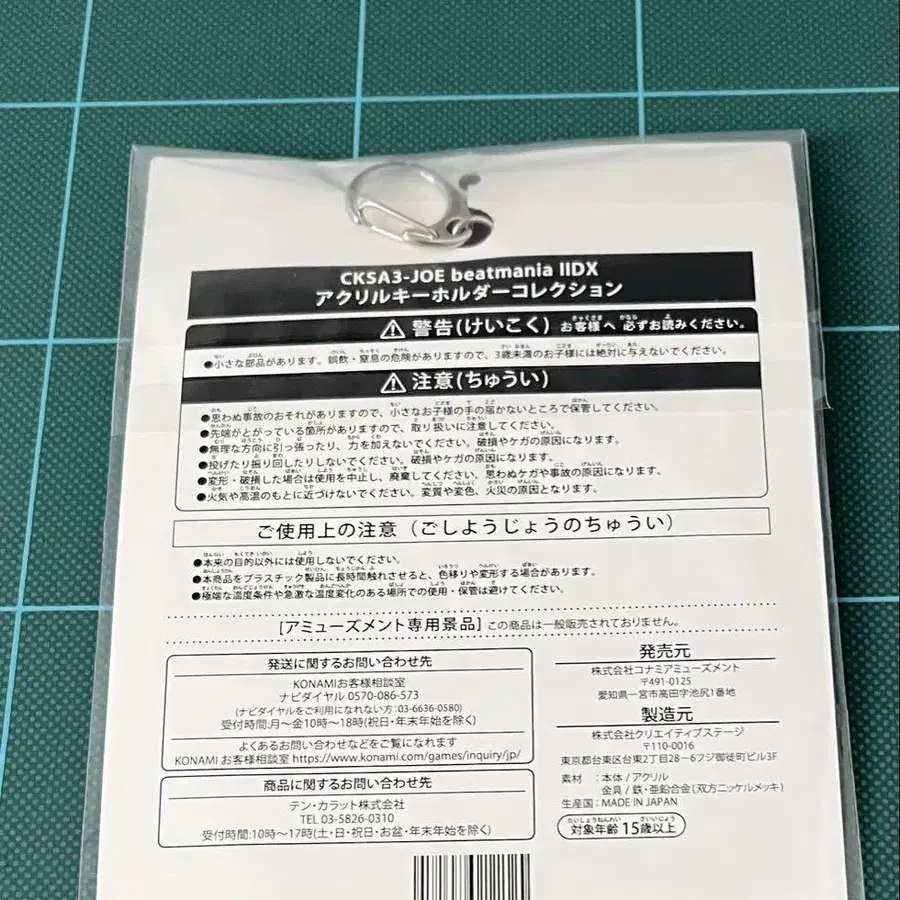 CKSA3-JOE beatmania IIDX
アクリルキーホルダーコレクション
警告(けいこく) お客様へ 必ずお読みください。
●小さな部品があります。誤飲・窒息の危険がありますので、3歳未満のお子様には絶対に与えないでください。
注意(ちゅうい)
●思わぬ事故のおそれがありますので、小さなお子様の手の届かないところで保管してください。
●先端がとがっている箇所がありますので、取り扱いに注意してください。
●無理な方向に引っ張ったり、力を加えないでください。破損やケガの原因になります。
●投げたり振り回したりしないでください。破損やケガの原因になります。
●変形・破損した場合は使用を中止し、廃棄してください。思わぬケガや事故の原因になります。
●火気や高温のもとに近づけないでください。変質や変色、火災の原因となります。
ご使用上の注意(ごしようじょうのちゅうい)
●本来の目的以外には使用しないでください。
●本商品をプラスチック製品に長時間触れさせると、色移りや変形する場合があります。
●極端な温度条件や急激な温度変化のある場所での使用・保管は避けてください。
[アミューズメント専用景品] この商品は一般販売されておりません。
発送に関するお問い合わせ先
KONAMIお客様相談室
ナビダイヤル 0570-086-573
(ナビダイヤルをご利用になれない方:03-6636-0580)
受付時間:月〜金10時〜18時(祝日・年末年始を除く)
よくあるお問い合わせなどをご覧になれます
KONAMI お客様相談室 https://www.konami.com/games/inquiry/jp/
商品に関するお問い合わせ先
テン・カラット株式会社
TEL 03-5826-0310
受付時間:10時〜17時(土・日・祝日・お盆・年末年始を除く)
発売元
株式会社コナミアミューズメント
〒491-0125
愛知県一宮市高田字池尻1番地
製造元
株式会社クリエイティブステージ
〒110-0016
東京都台東区台東2丁目28−6フジ御徒町ビル3F
素材 :本体/アクリル
金具/鉄・亜鉛合金(双方ニッケルメッキ)
生産国:MADE IN JAPAN
対象年齢 15歳以上